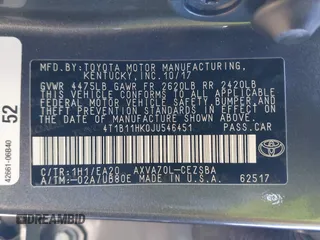 MFD.BY:TOYOTA MOTOR MANUFACTURING,
KENTUCKY,INC.10/17
GVWR 4475LB GAWR FR 2620LB RR 2420LB
THIS VEHICLE CONFORMS TO ALL APPLICABLE
FEDERAL MOTOR VEHICLE SAFETY, BUMPER, AND
THEFT PREVENTION STANDARDS IN EFFECT ON
THE DATE OF MANUFACTURE SHOWN ABOVE.
4T1B11HK0JU546451 PASS.CAR
C/TR:1H1/EA20 AXVA70L-CEZSBA
A/TM:-02A/UB80E MADE IN U.S.A. 62517
TOYOTA
52
42661-06B40
DREAMBID